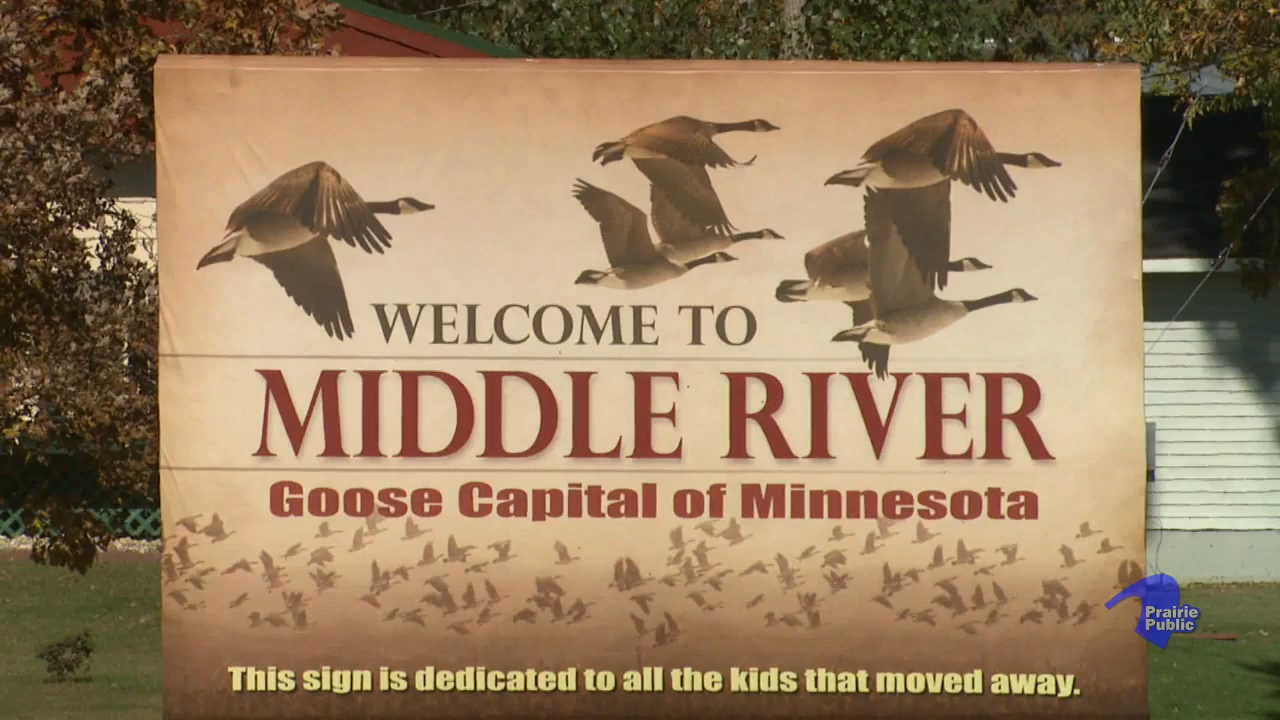 WELCOME TO
MIDDLE RIVER
Goose Capital of Minnesota
Prairie
Public
This sign is dedicated to all the kids that moved away.